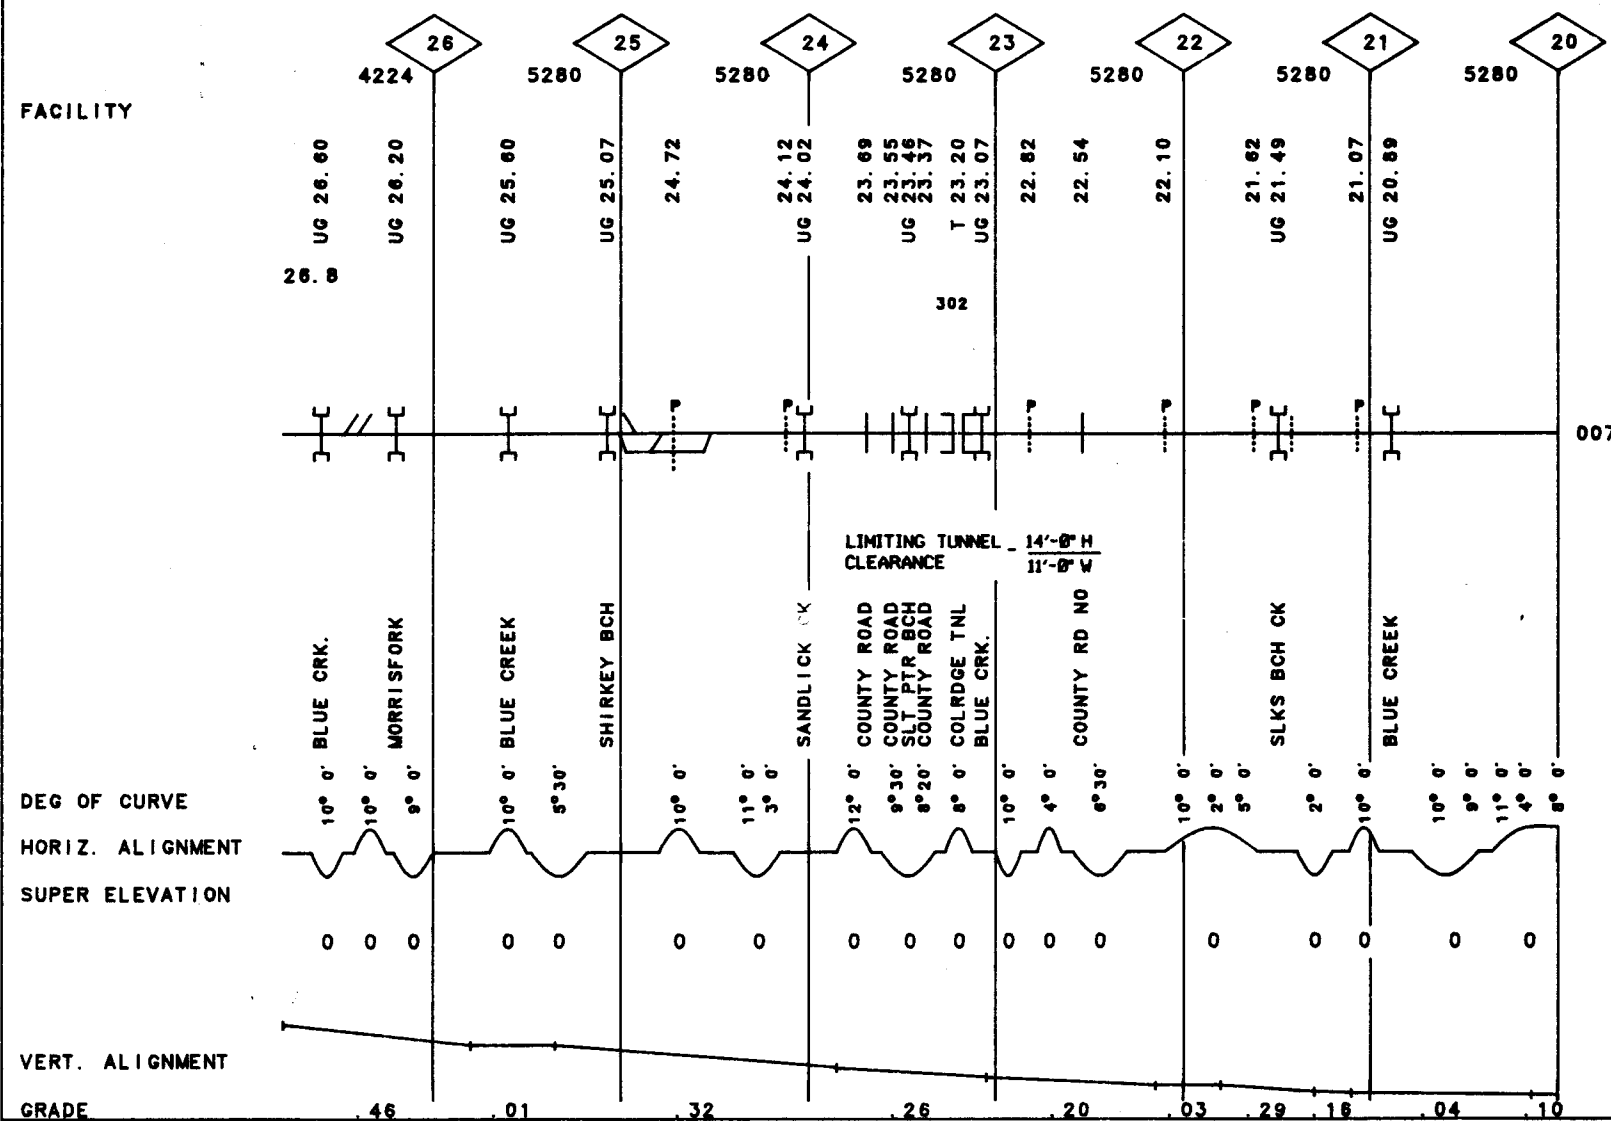 26 25 24 23 22 21 20
4224 5280 5280 5280 5280 5280 5280
FACILITY
UG 26.60
UG 26.20
UG 25.60
UG 25.07
24.72
24.12
UG 24.02
23.69
23.55
UG 23.46
23.37
T 23.20
UG 23.07
22.82
22.54
22.10
21.62
UG 21.49
21.07
UG 20.89
26.8
302
P P P P P P
007
LIMITING TUNNEL - 14'-0" H
CLEARANCE 11'-0" W
BLUE CRK.
MORRISFORK
BLUE CREEK
SHIRKEY BCH
SANDLICK CK
COUNTY ROAD
COUNTY ROAD
SLT PTR BCH
COUNTY ROAD
COLRDGE TNL
BLUE CRK.
COUNTY RD NO
SLKS BCH CK
BLUE CREEK
DEG OF CURVE 10° 0' 10° 0' 9° 0' 10° 0' 5°30' 10° 0' 11° 0' 3° 0' 12° 0' 9°30' 8°20' 8° 0' 10° 0' 4° 0' 6°30' 10° 0' 2° 0' 5° 0' 2° 0' 10° 0' 10° 0' 9° 0' 11° 0' 4° 0' 8° 0'
HORIZ. ALIGNMENT
SUPER ELEVATION
0 0 0 0 0 0 0 0 0 0 0 0 0 0 0 0 0 0
VERT. ALIGNMENT
GRADE .46 .01 .32 .26 .20 .03 .29 .16 .04 .10